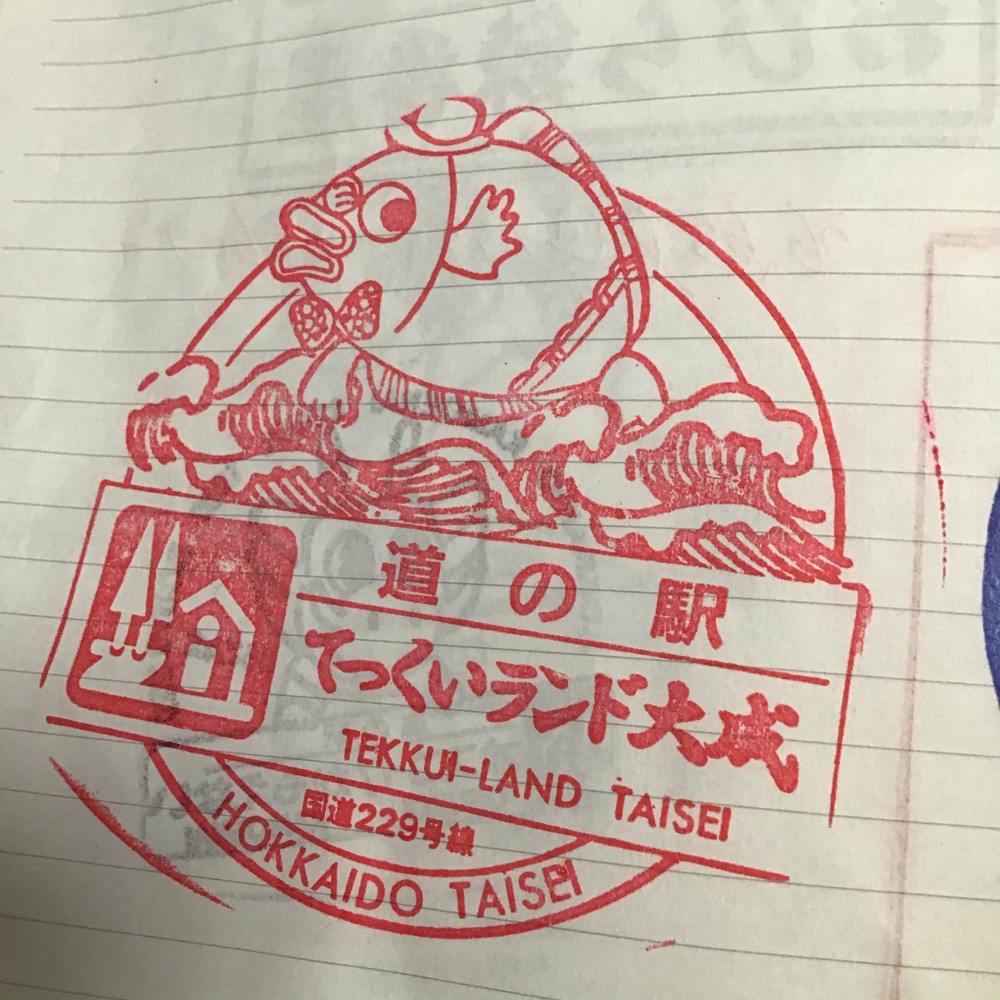 道の駅
てっくいランド大成
TEKKUI-LAND TAISEI
国道229号線
HOKKAIDO TAISEI